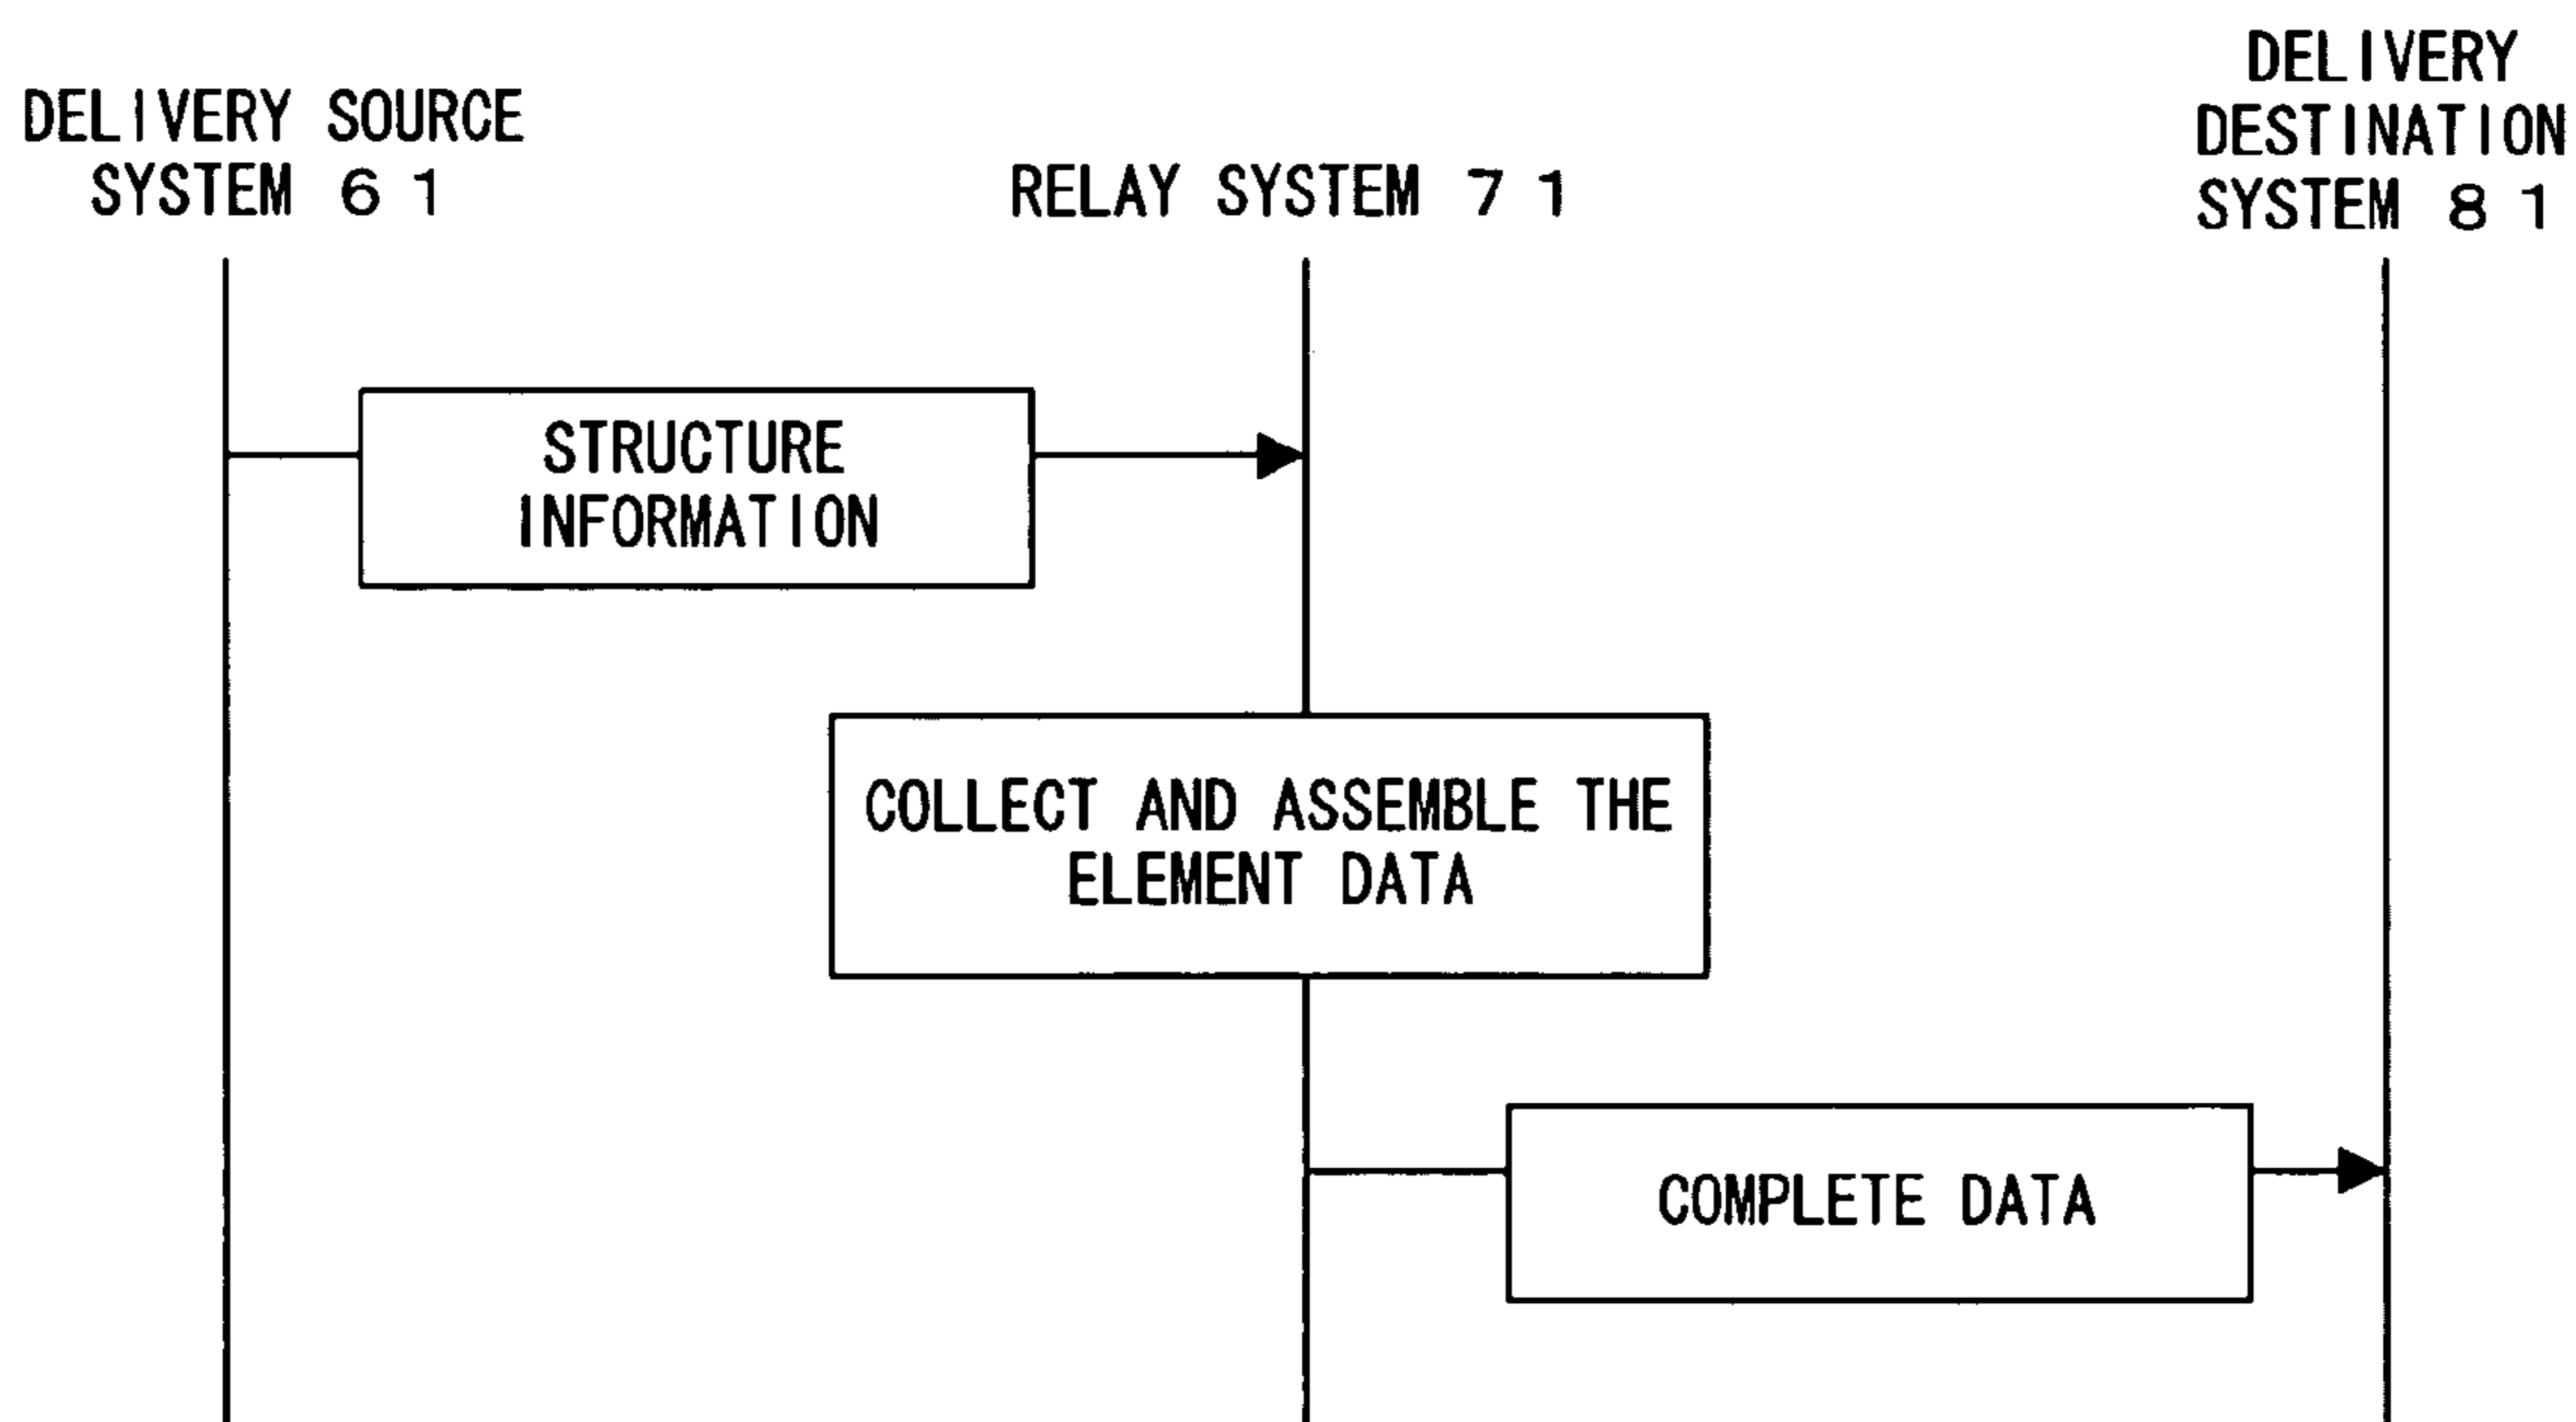 DELIVERY SOURCE
SYSTEM 61
RELAY SYSTEM 71
DELIVERY
DESTINATION
SYSTEM 81
STRUCTURE
INFORMATION
COLLECT AND ASSEMBLE THE
ELEMENT DATA
COMPLETE DATA